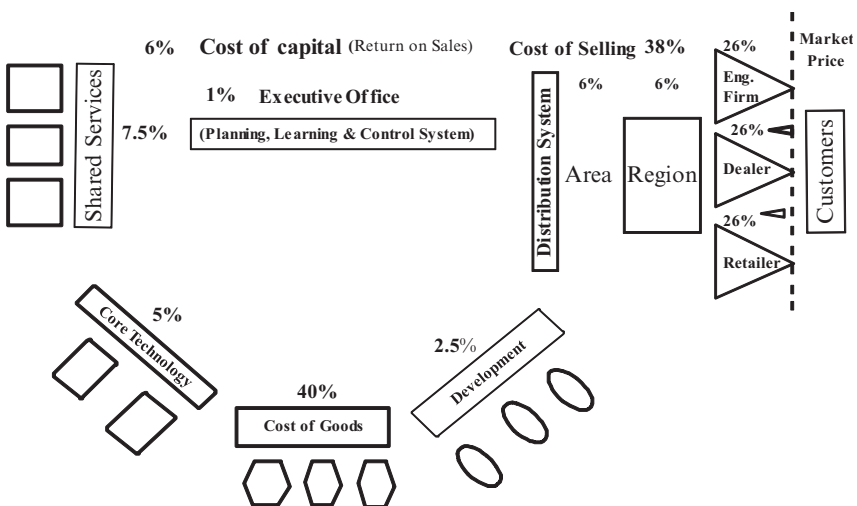 6% Cost of capital (Return on Sales)
Cost of Selling 38%
26%
Market
Price
Shared Services
7.5%
1% Executive Office
(Planning, Learning & Control System)
Distribution System
6%
6%
Area
Region
Eng.
Firm
26%
Dealer
26%
Retailer
Customers
5%
Core Technology
40%
Cost of Goods
2.5%
Development